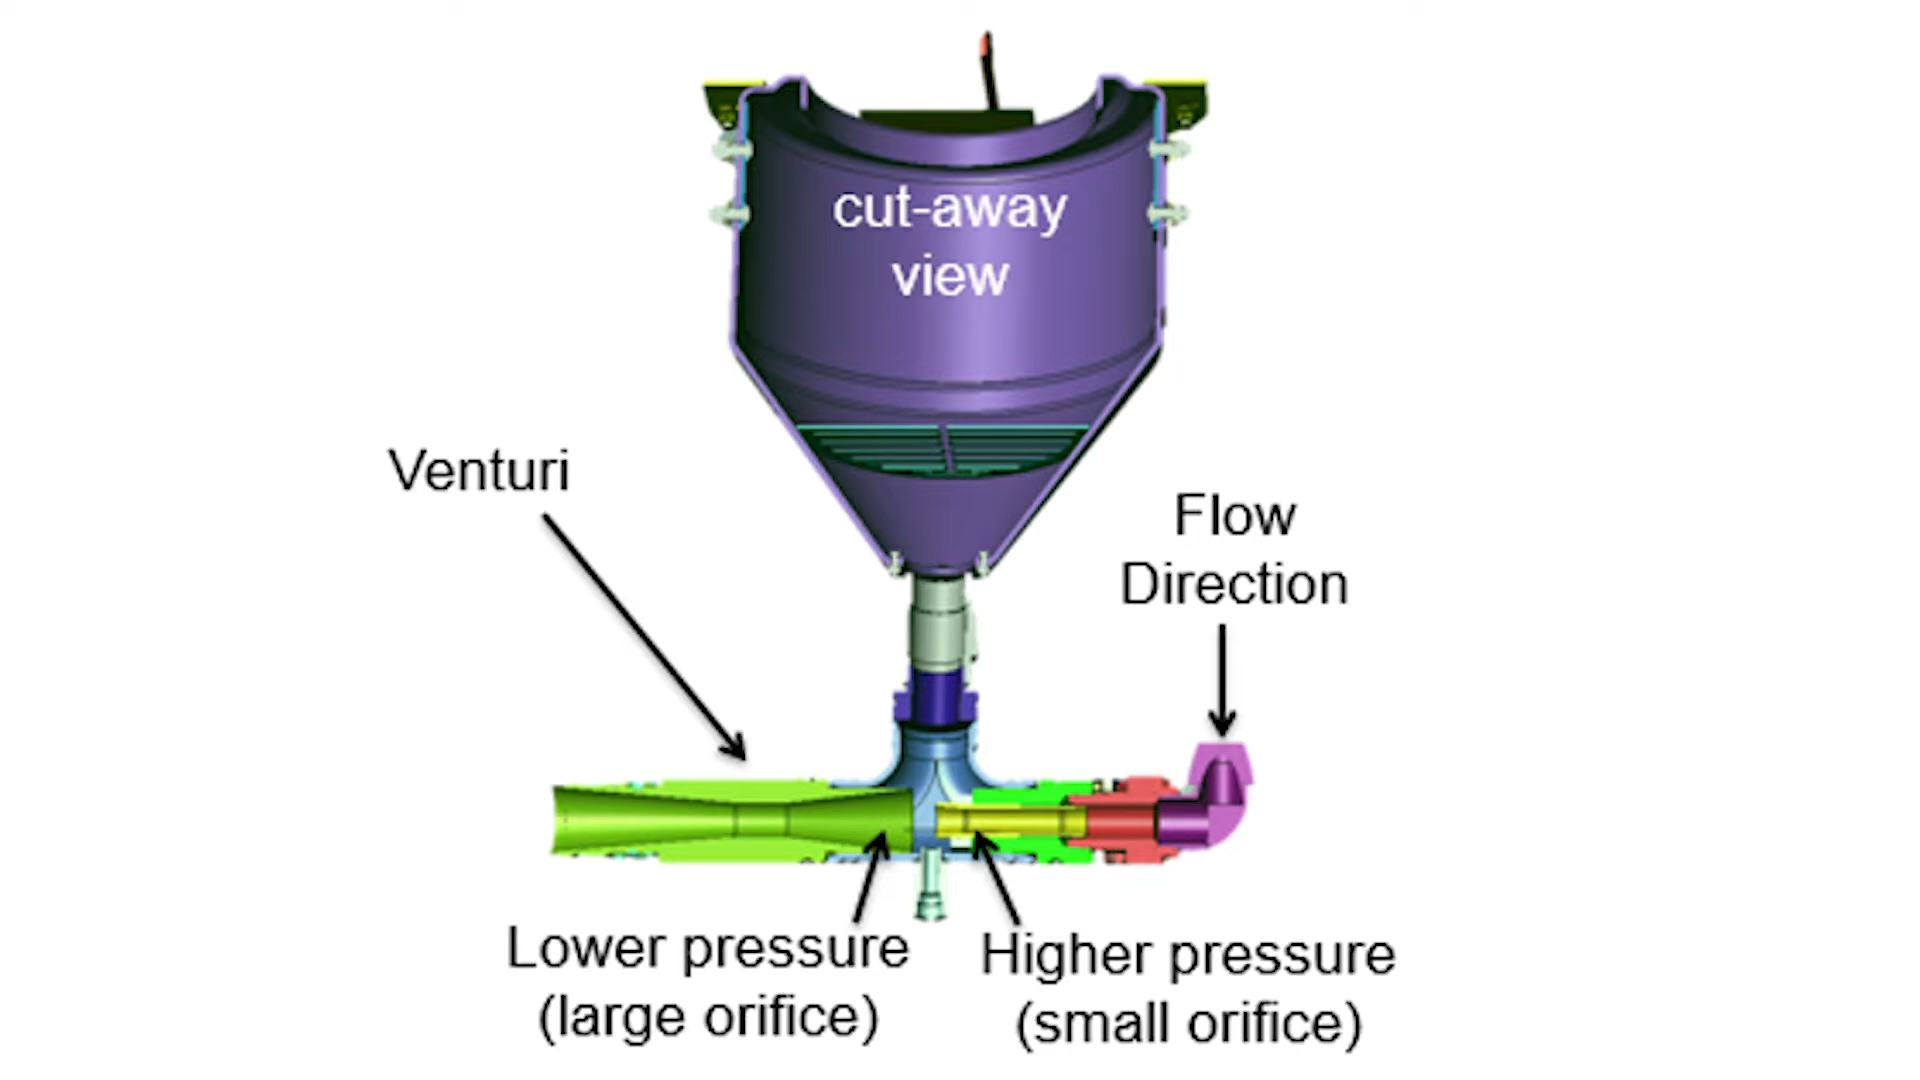 cut-away
view
Venturi
Flow
Direction
Lower pressure
(large orifice)
Higher pressure
(small orifice)